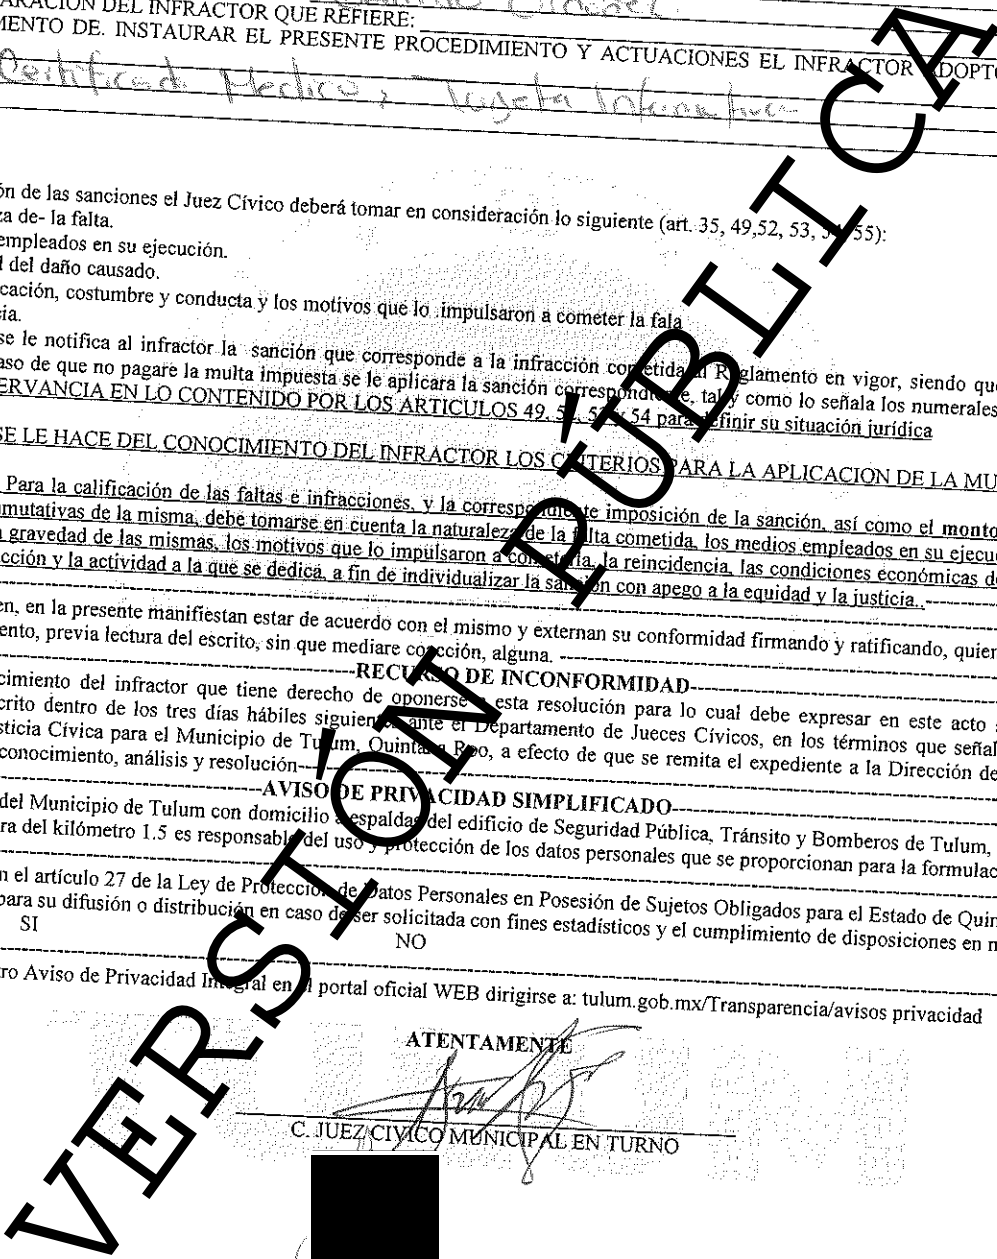 ARACIÓN DEL INFRACTOR QUE REFIERE:
MENTO DE. INSTAURAR EL PRESENTE PROCEDIMIENTO Y ACTUACIONES EL INFRACTOR ADOPTO
Certificado Medico, Tarjeta Informativa
ón de las sanciones el Juez Cívico deberá tomar en consideración lo siguiente (art. 35, 49,52, 53, 54, 55):
za de- la falta.
empleados en su ejecución.
d del daño causado.
cación, costumbre y conducta y los motivos que lo impulsaron a cometer la fala
cia.
se le notifica al infractor la sanción que corresponde a la infracción cometida al Reglamento en vigor, siendo que
aso de que no pagare la multa impuesta se le aplicara la sanción correspondiente, tal y como lo señala los numerales
ERVANCIA EN LO CONTENIDO POR LOS ARTICULOS 49, y 54 para definir su situación jurídica
SE LE HACE DEL CONOCIMIENTO DEL INFRACTOR LOS CRITERIOS PARA LA APLICACION DE LA MU
Para la calificación de las faltas e infracciones, y la correspondiente imposición de la sanción, así como el monto
nmutativas de la misma, debe tomarse en cuenta la naturaleza de la falta cometida, los medios empleados en su ejecu
a gravedad de las mismas, los motivos que lo impulsaron a cometerla, la reincidencia, las condiciones económicas de
cción y la actividad a la que se dedica, a fin de individualizar la sanción con apego a la equidad y la justicia..
en, en la presente manifiestan estar de acuerdo con el mismo y externan su conformidad firmando y ratificando, quien
ento, previa lectura del escrito, sin que mediare coacción, alguna.
RECURSO DE INCONFORMIDAD
cimiento del infractor que tiene derecho de oponerse a esta resolución para lo cual debe expresar en este acto
crito dentro de los tres días hábiles siguientes ante el Departamento de Jueces Cívicos, en los términos que señal
sticia Cívica para el Municipio de Tulum, Quintana Roo, a efecto de que se remita el expediente a la Dirección de
conocimiento, análisis y resolución
AVISO DE PRIVACIDAD SIMPLIFICADO
del Municipio de Tulum con domicilio a espaldas del edificio de Seguridad Pública, Tránsito y Bomberos de Tulum,
ra del kilómetro 1.5 es responsable del uso y protección de los datos personales que se proporcionan para la formulac
n el artículo 27 de la Ley de Protección de Datos Personales en Posesión de Sujetos Obligados para el Estado de Quin
para su difusión o distribución en caso de ser solicitada con fines estadísticos y el cumplimiento de disposiciones en m
SI NO
tro Aviso de Privacidad Integral en el portal oficial WEB dirigirse a: tulum.gob.mx/Transparencia/avisos privacidad
ATENTAMENTE
C. JUEZ CIVICO MUNICIPAL EN TURNO
VERSIÓN PÚBLICA